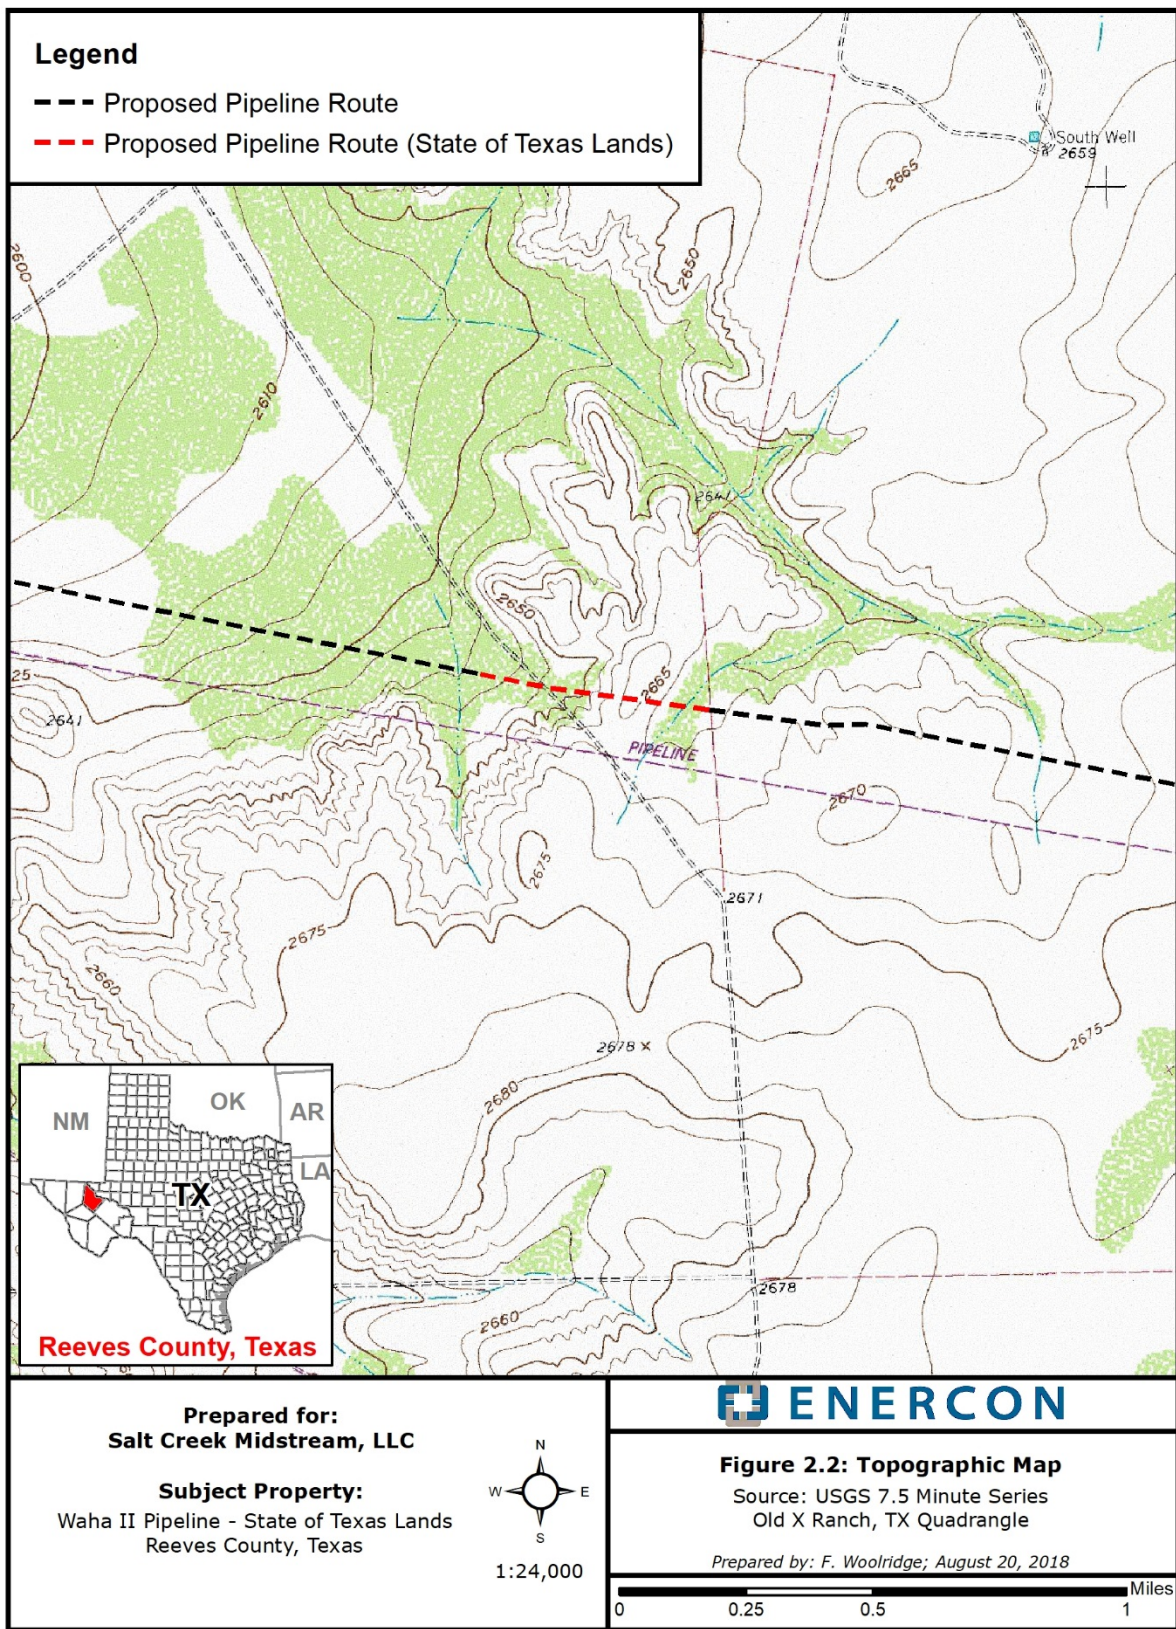 Legend
Proposed Pipeline Route
Proposed Pipeline Route (State of Texas Lands)
South Well
2659
2665
2650
2600
2610
2641
2650
2665
25
2641
PIPELINE
2670
2675
2671
2675
2660
2678
2675
2680
2660
2678
NM
OK
AR
LA
TX
Reeves County, Texas
Prepared for:
Salt Creek Midstream, LLC
Subject Property:
Waha II Pipeline - State of Texas Lands
Reeves County, Texas
N
W E
S
1:24,000
ENERCON
Figure 2.2: Topographic Map
Source: USGS 7.5 Minute Series
Old X Ranch, TX Quadrangle
Prepared by: F. Woolridge; August 20, 2018
Miles
0 0.25 0.5 1